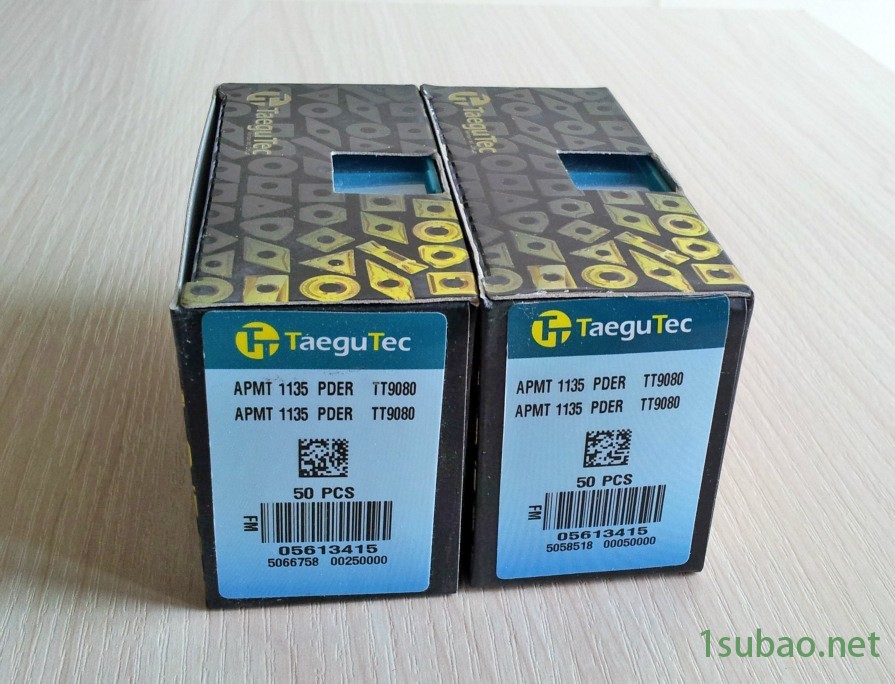 TaeguTec
TaeguTec
TaeguTec
APMT 1135 PDER TT9080
APMT 1135 PDER TT9080
50 PCS
FM
05613415
5066758 00250000
TaeguTec
APMT 1135 PDER TT9080
APMT 1135 PDER TT9080
50 PCS
FM
05613415
5058518 00050000
1subao.net